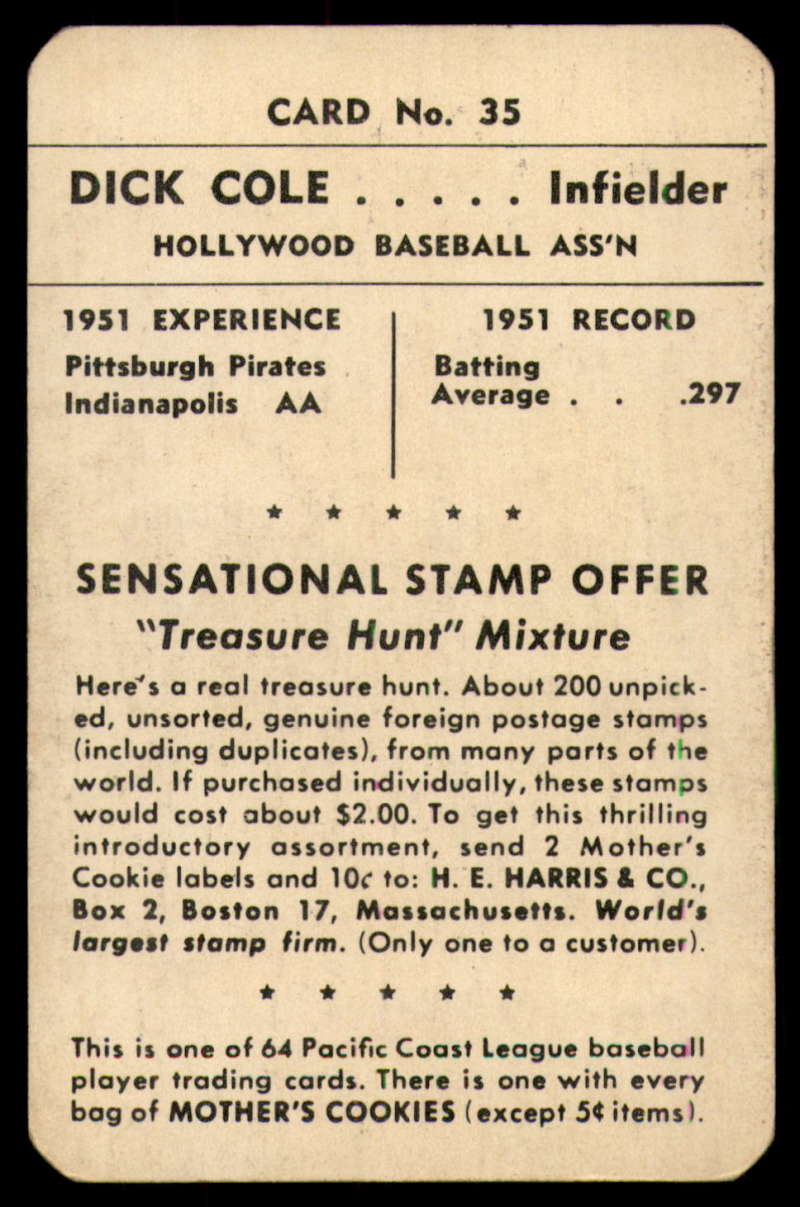 CARD No. 35
DICK COLE . . . . . Infielder
HOLLYWOOD BASEBALL ASS'N
1951 EXPERIENCE
Pittsburgh Pirates
Indianapolis AA
1951 RECORD
Batting
Average . . .297
★ ★ ★ ★ ★
SENSATIONAL STAMP OFFER
"Treasure Hunt" Mixture
Here's a real treasure hunt. About 200 unpick-
ed, unsorted, genuine foreign postage stamps
(including duplicates), from many parts of the
world. If purchased individually, these stamps
would cost about $2.00. To get this thrilling
introductory assortment, send 2 Mother's
Cookie labels and 10¢ to: H. E. HARRIS & CO.,
Box 2, Boston 17, Massachusetts. World's
largest stamp firm. (Only one to a customer).
★ ★ ★ ★ ★
This is one of 64 Pacific Coast League baseball
player trading cards. There is one with every
bag of MOTHER'S COOKIES (except 5¢ items).